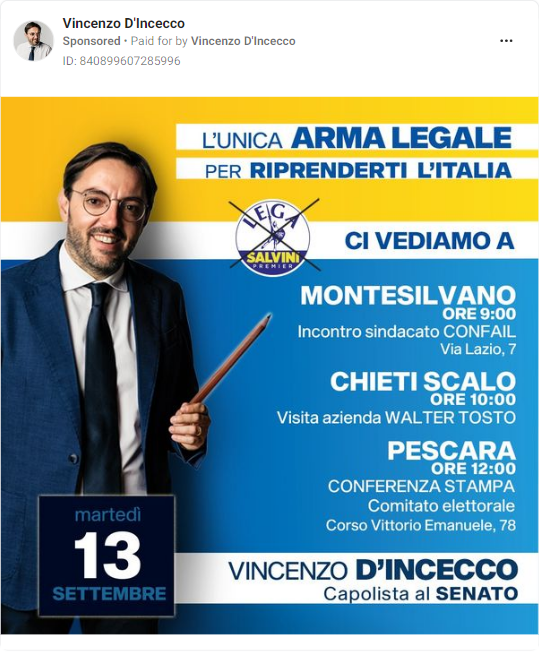 Vincenzo D'Incecco
Sponsored • Paid for by Vincenzo D'Incecco
ID: 840899607285996
L'UNICA ARMA LEGALE
PER RIPRENDERTI L'ITALIA
LEGA
SALVINI
PREMIER
CI VEDIAMO A
MONTESILVANO
ORE 9:00
Incontro sindacato CONFAIL
Via Lazio, 7
CHIETI SCALO
ORE 10:00
Visita azienda WALTER TOSTO
PESCARA
ORE 12:00
CONFERENZA STAMPA
Comitato elettorale
Corso Vittorio Emanuele, 78
martedì
13
SETTEMBRE
VINCENZO D'INCECCO
Capolista al SENATO